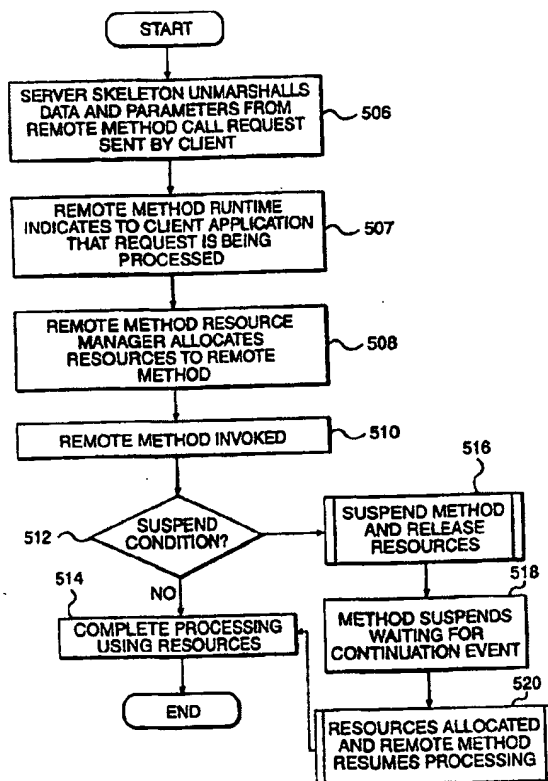 START
SERVER SKELETON UNMARSHALLS
DATA AND PARAMETERS FROM
REMOTE METHOD CALL REQUEST
SENT BY CLIENT
506
REMOTE METHOD RUNTIME
INDICATES TO CLIENT APPLICATION
THAT REQUEST IS BEING
PROCESSED
507
REMOTE METHOD RESOURCE
MANAGER ALLOCATES
RESOURCES TO REMOTE
METHOD
508
REMOTE METHOD INVOKED
510
512
SUSPEND
CONDITION?
516
SUSPEND METHOD
AND RELEASE
RESOURCES
NO
514
COMPLETE PROCESSING
USING RESOURCES
518
METHOD SUSPENDS
WAITING FOR
CONTINUATION EVENT
END
520
RESOURCES ALLOCATED
AND REMOTE METHOD
RESUMES PROCESSING